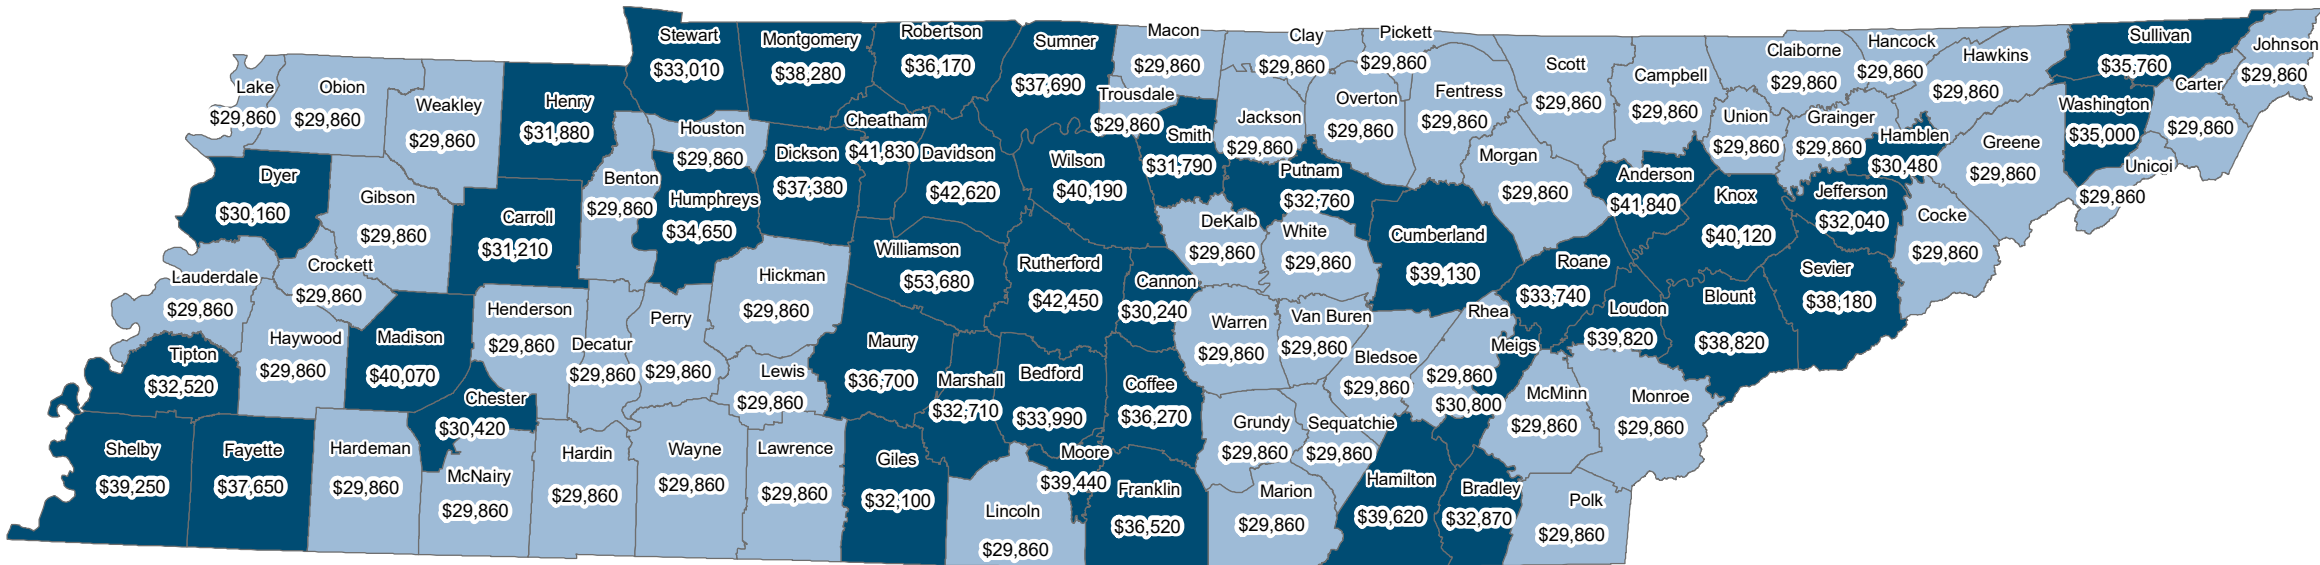 Lake
$29,860
Obion
$29,860
Weakley
$29,860
Henry
$31,880
Stewart
$33,010
Montgomery
$38,280
Robertson
$36,170
Sumner
$37,690
Macon
$29,860
Trousdale
$29,860
Clay
$29,860
Pickett
$29,860
Jackson
$29,860
Overton
$29,860
Fentress
$29,860
Scott
$29,860
Campbell
$29,860
Claiborne
$29,860
Hancock
$29,860
Hawkins
$29,860
Sullivan
$35,760
Johnson
$29,860
Carter
$29,860
Washington
$35,000
Unicoi
$29,860
Greene
$29,860
Hamblen
$30,480
Grainger
$29,860
Union
$29,860
Dyer
$30,160
Gibson
$29,860
Carroll
$31,210
Benton
$29,860
Houston
$29,860
Humphreys
$34,650
Dickson
$37,380
Cheatham
$41,830
Davidson
$42,620
Wilson
$40,190
Smith
$31,790
Putnam
$32,760
DeKalb
$29,860
White
$29,860
Cumberland
$39,130
Morgan
$29,860
Anderson
$41,840
Knox
$40,120
Jefferson
$32,040
Cocke
$29,860
Sevier
$38,180
Blount
$38,820
Loudon
$39,820
Roane
$33,740
Lauderdale
$29,860
Crockett
$29,860
Haywood
$29,860
Tipton
$32,520
Madison
$40,070
Henderson
$29,860
Decatur
$29,860
Perry
$29,860
Hickman
$29,860
Lewis
$29,860
Williamson
$53,680
Maury
$36,700
Rutherford
$42,450
Cannon
$30,240
Warren
$29,860
Van Buren
$29,860
Bledsoe
$29,860
Rhea
$29,860
Meigs
$30,800
McMinn
$29,860
Monroe
$29,860
Marshall
$32,710
Bedford
$33,990
Coffee
$36,270
Grundy
$29,860
Sequatchie
$29,860
Chester
$30,420
Shelby
$39,250
Fayette
$37,650
Hardeman
$29,860
McNairy
$29,860
Hardin
$29,860
Wayne
$29,860
Lawrence
$29,860
Giles
$32,100
Lincoln
$29,860
Moore
$39,440
Franklin
$36,520
Marion
$29,860
Hamilton
$39,620
Bradley
$32,870
Polk
$29,860